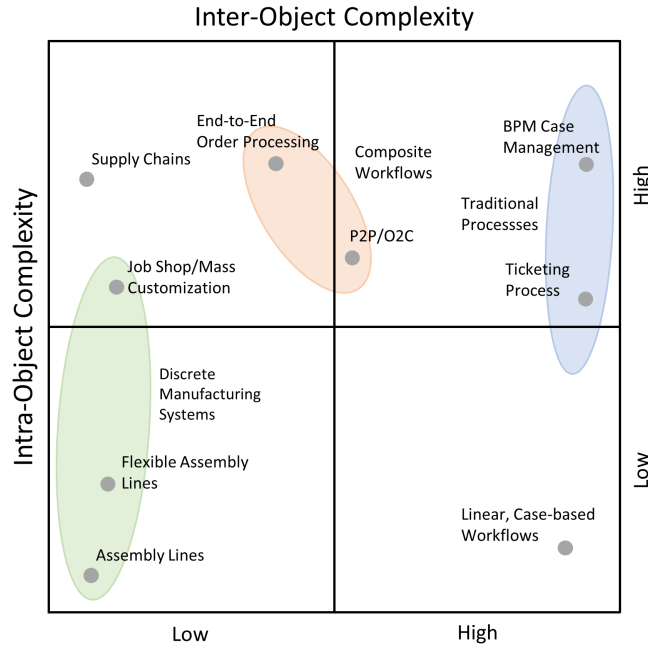 Inter-Object Complexity
End-to-End
Order Processing
BPM Case
Management
Supply Chains
Composite
Workflows
High
Traditional
Processses
P2P/O2C
Job Shop/Mass
Customization
Ticketing
Process
Intra-Object Complexity
Discrete
Manufacturing
Systems
Flexible Assembly
Lines
Low
Linear, Case-based
Workflows
Assembly Lines
Low
High